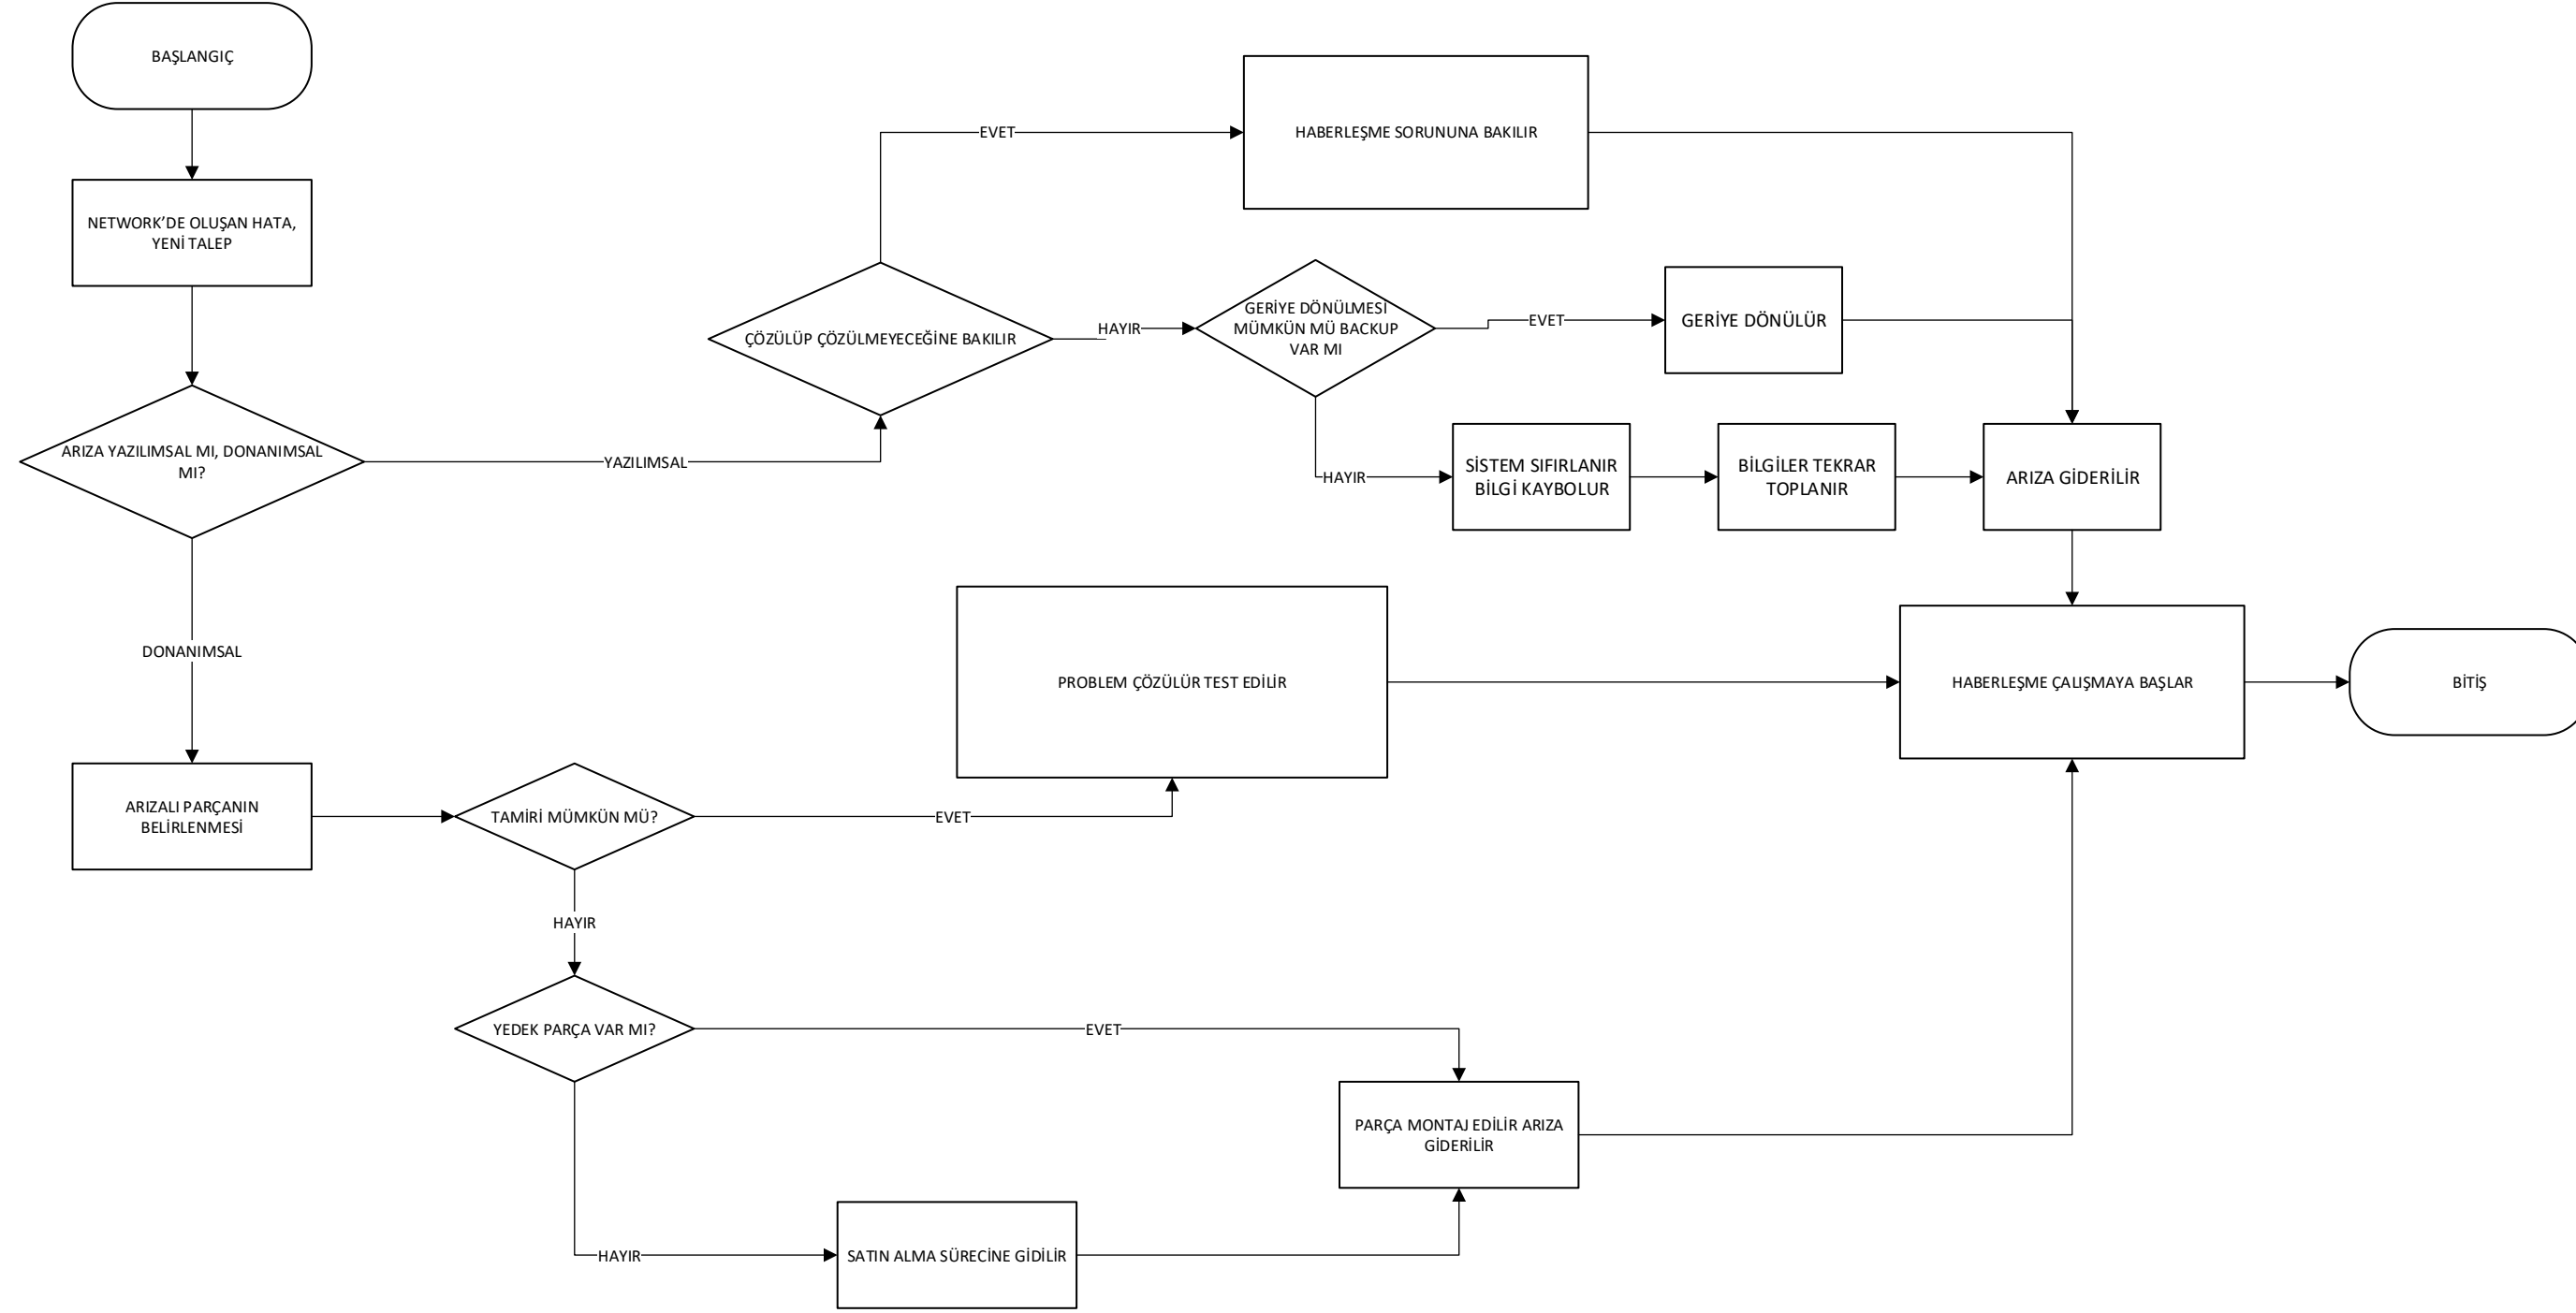 BAŞLANGIÇ
NETWORK’DE OLUŞAN HATA,
YENİ TALEP
ARIZA YAZILIMSAL MI, DONANIMSAL
MI?
YAZILIMSAL
ÇÖZÜLÜP ÇÖZÜLMEYECEĞİNE BAKILIR
EVET
HABERLEŞME SORUNUNA BAKILIR
HAYIR
GERİYE DÖNÜLMESİ
MÜMKÜN MÜ BACKUP
VAR MI
EVET
GERİYE DÖNÜLÜR
HAYIR
SİSTEM SIFIRLANIR
BİLGİ KAYBOLUR
BİLGİLER TEKRAR
TOPLANIR
ARIZA GİDERİLİR
DONANIMSAL
ARIZALI PARÇANIN
BELİRLENMESİ
TAMİRİ MÜMKÜN MÜ?
EVET
PROBLEM ÇÖZÜLÜR TEST EDİLİR
HABERLEŞME ÇALIŞMAYA BAŞLAR
BİTİŞ
HAYIR
YEDEK PARÇA VAR MI?
EVET
PARÇA MONTAJ EDİLİR ARIZA
GİDERİLİR
HAYIR
SATIN ALMA SÜRECİNE GİDİLİR